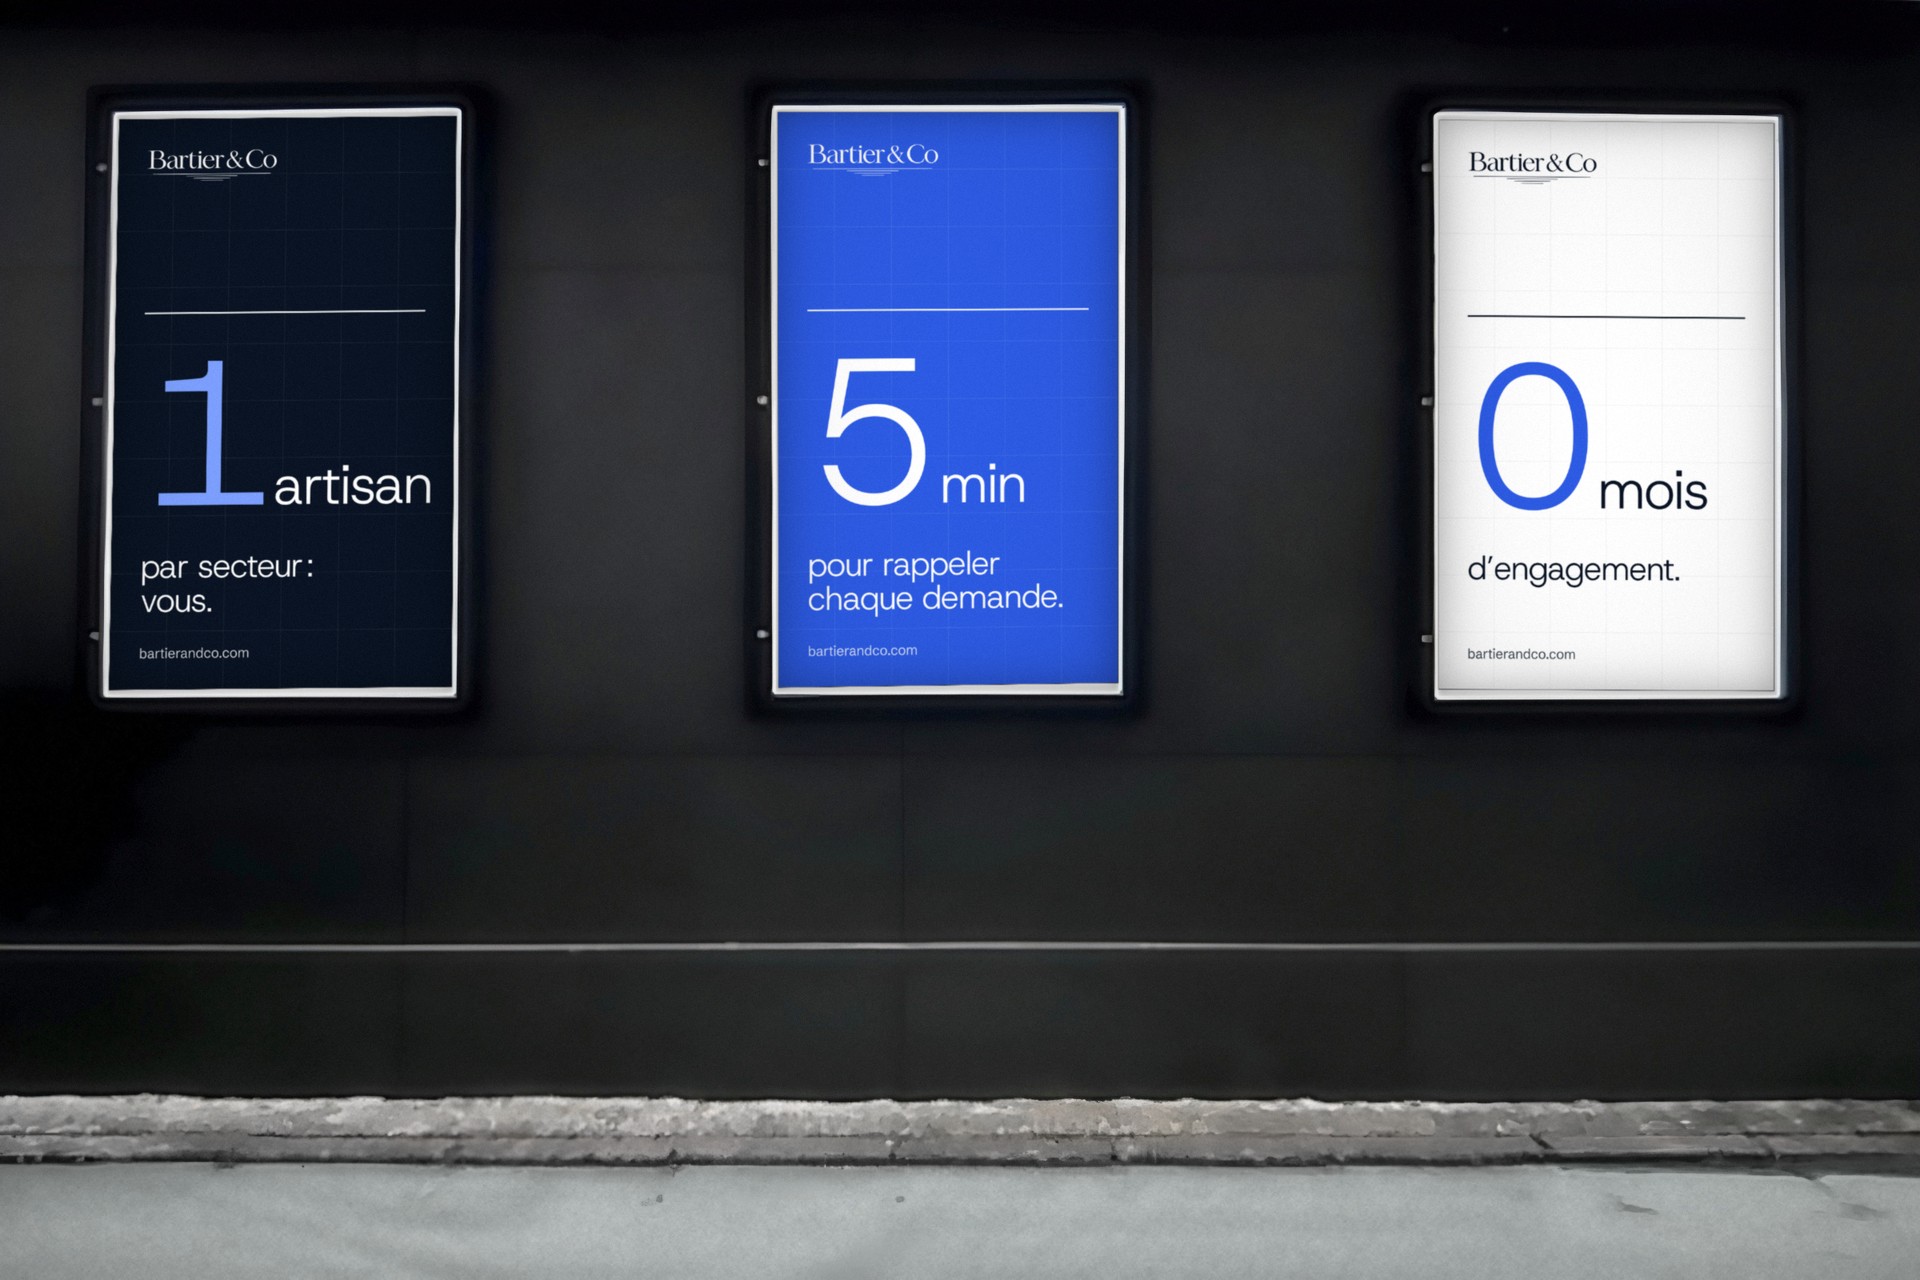 Bartier & Co
1 artisan
par secteur :
vous.
bartierandco.com
Bartier & Co
5 min
pour rappeler
chaque demande.
bartierandco.com
Bartier & Co
0 mois
d'engagement.
bartierandco.com